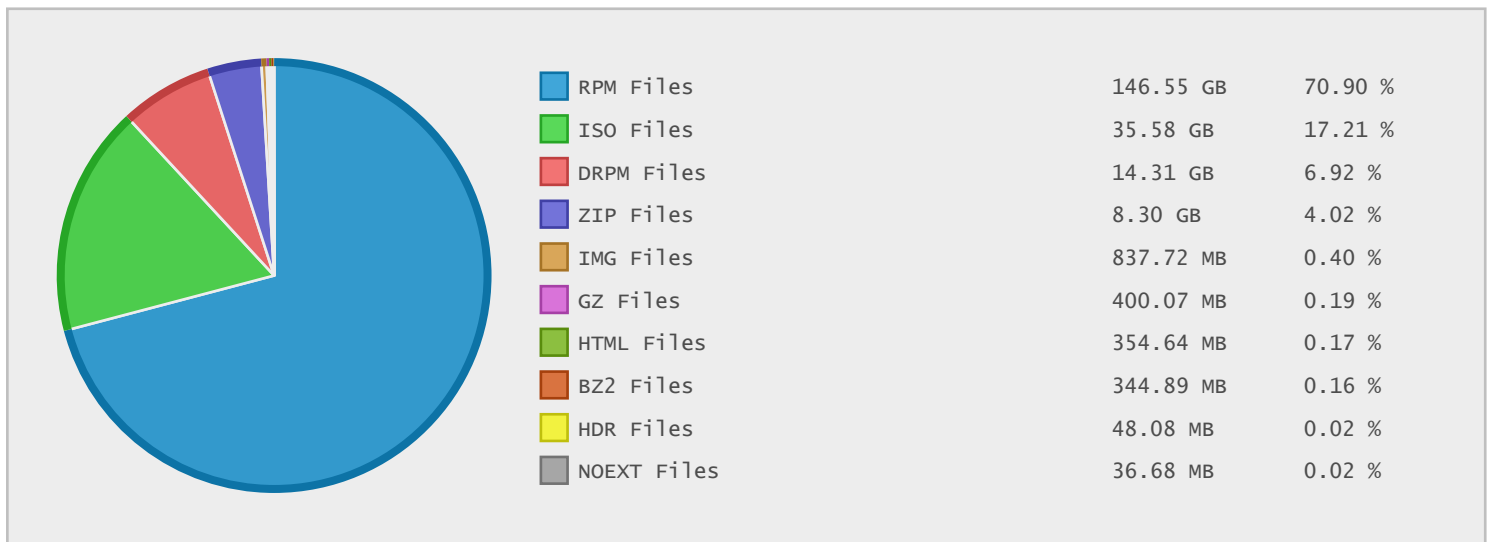 RPM Files 146.55 GB 70.90 %
ISO Files 35.58 GB 17.21 %
DRPM Files 14.31 GB 6.92 %
ZIP Files 8.30 GB 4.02 %
IMG Files 837.72 MB 0.40 %
GZ Files 400.07 MB 0.19 %
HTML Files 354.64 MB 0.17 %
BZ2 Files 344.89 MB 0.16 %
HDR Files 48.08 MB 0.02 %
NOEXT Files 36.68 MB 0.02 %